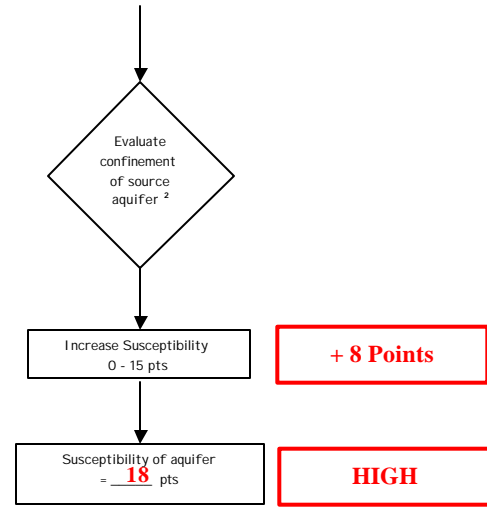 Evaluate
confinement
of source
aquifer ²
Increase Susceptibility
0 - 15 pts
+ 8 Points
Susceptibility of aquifer
= 18 pts
HIGH